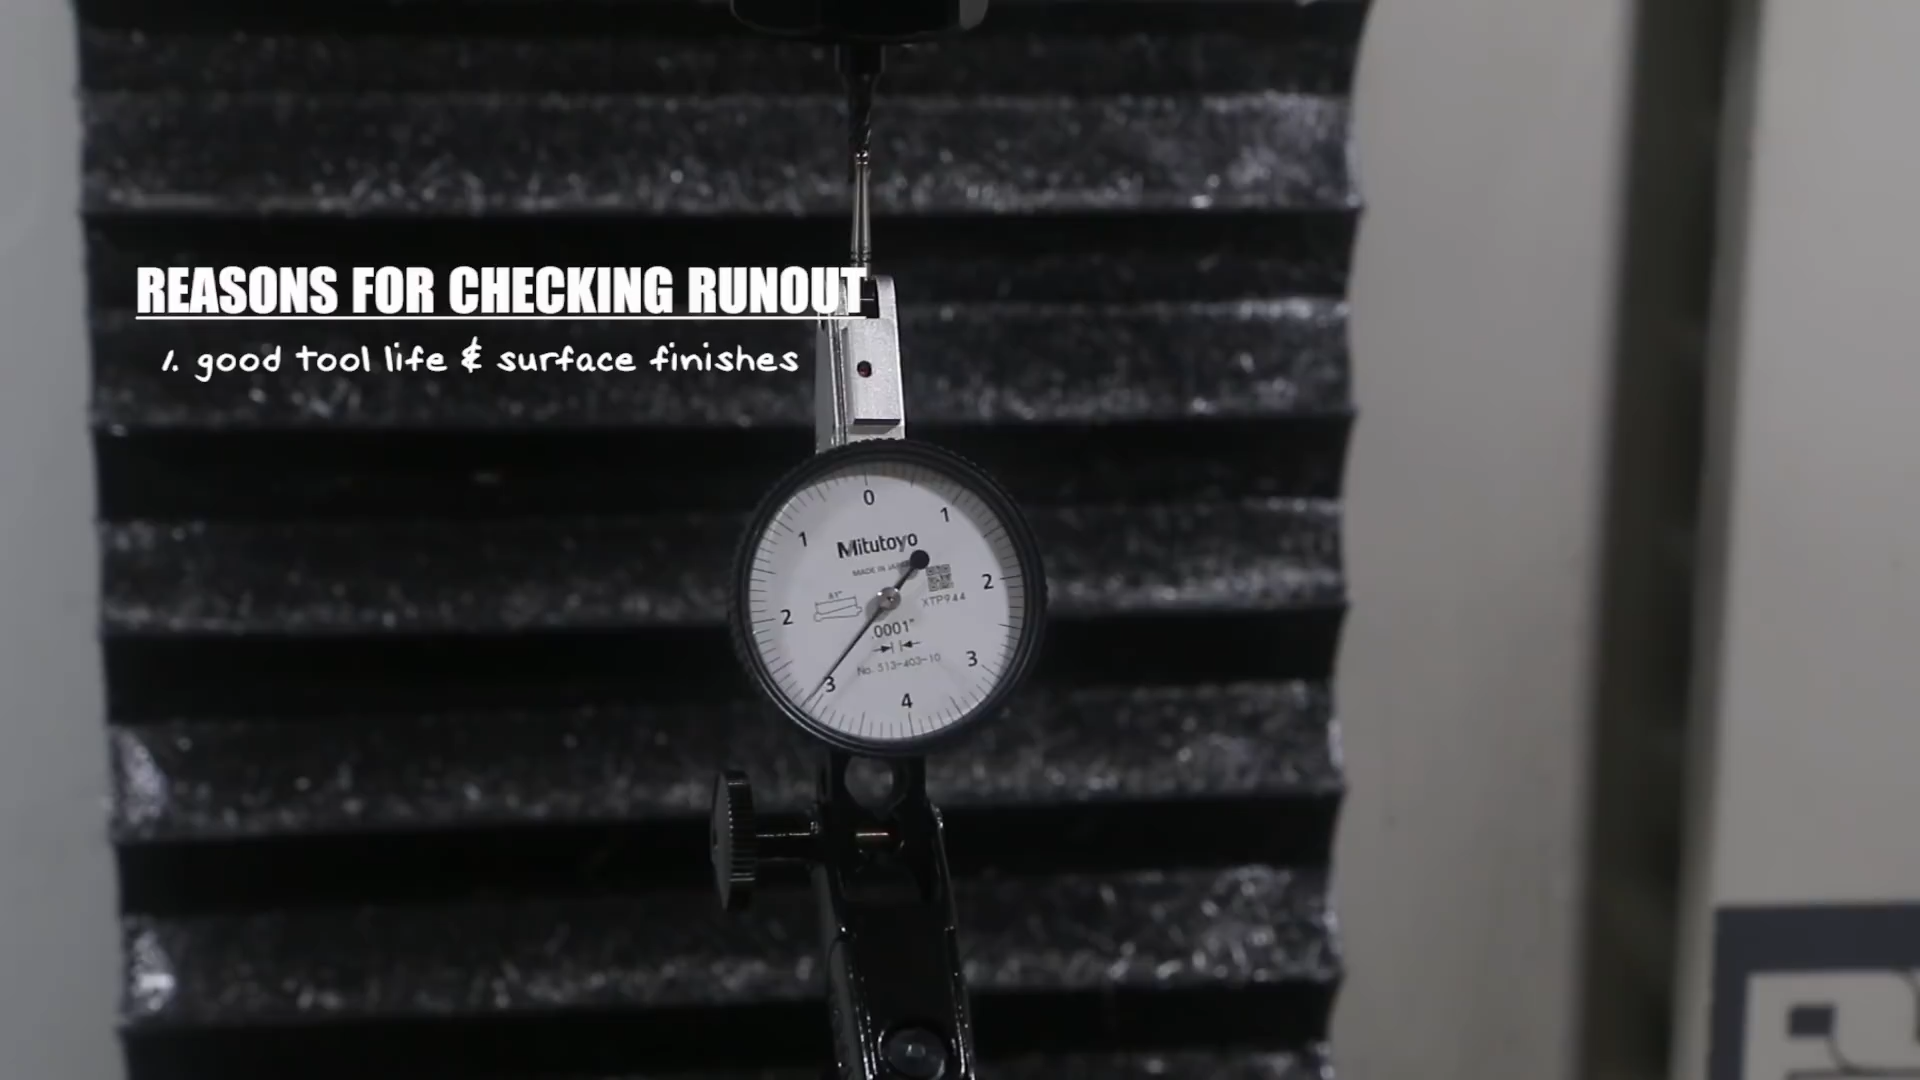 REASONS FOR CHECKING RUNOUT
1. good tool life & surface finishes
0
1 1
Mitutoyo
MADE IN JAPAN
2
XTP944
2
.0001"
No. 513-403-10
3 3
4